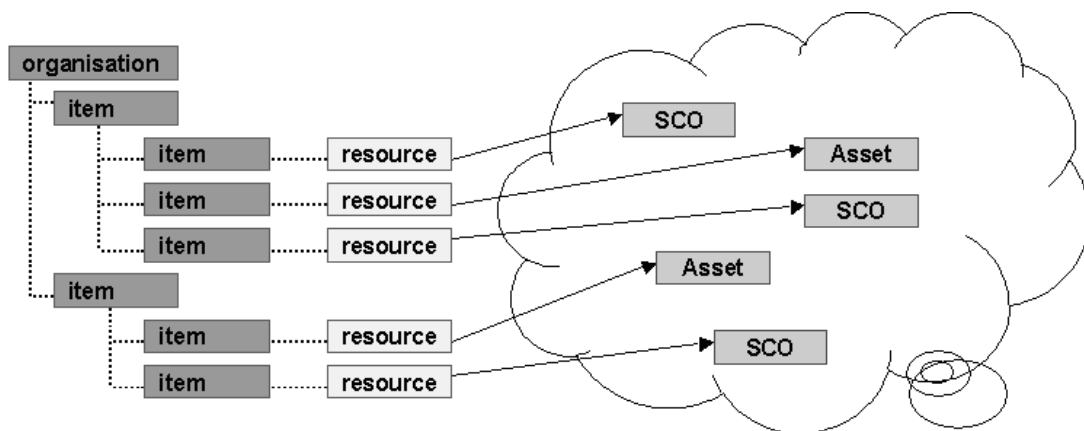 organisation
item
SCO
item
resource
Asset
item
resource
SCO
item
resource
Asset
item
item
resource
SCO
item
resource